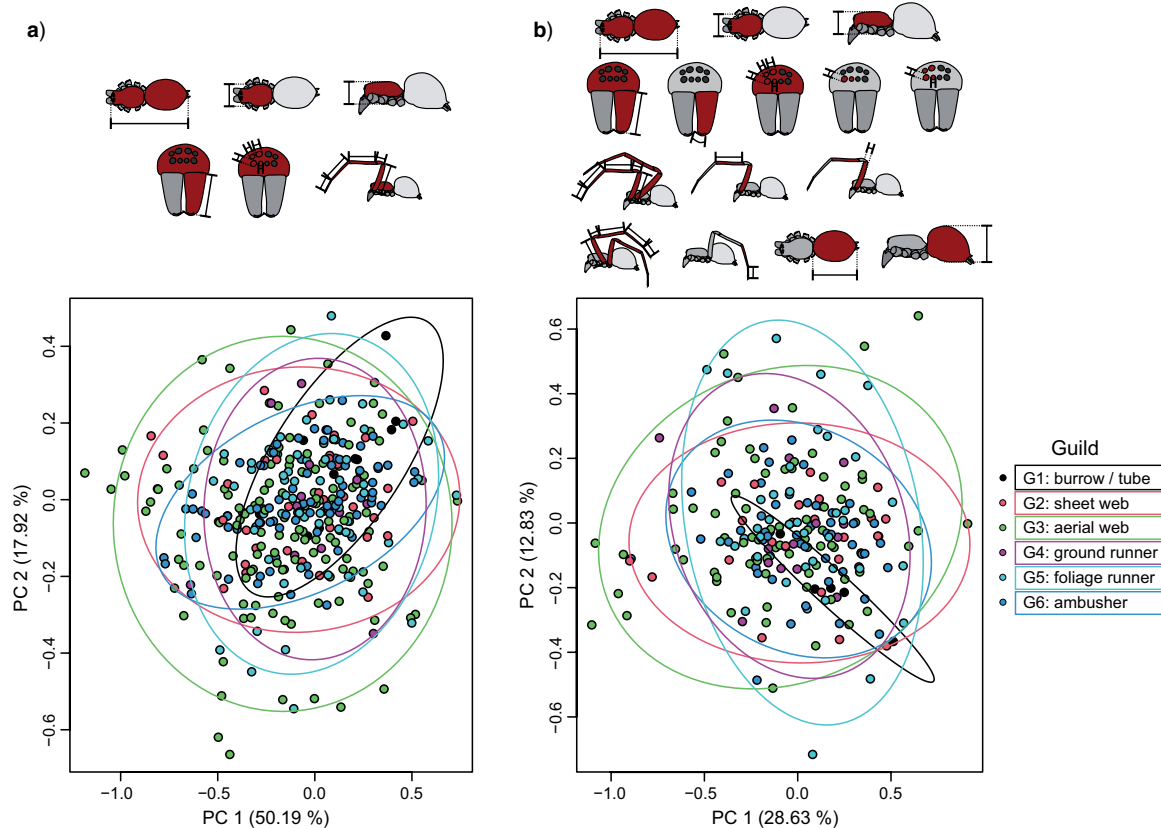 a)
b)
0.4
0.2
0.0
−0.2
−0.4
−0.6
PC 2 (17.92 %)
−1.0
−0.5
0.0
0.5
PC 1 (50.19 %)
0.6
0.4
0.2
0.0
−0.2
−0.4
−0.6
PC 2 (12.83 %)
−1.0
−0.5
0.0
0.5
PC 1 (28.63 %)
Guild
G1: burrow / tube
G2: sheet web
G3: aerial web
G4: ground runner
G5: foliage runner
G6: ambusher